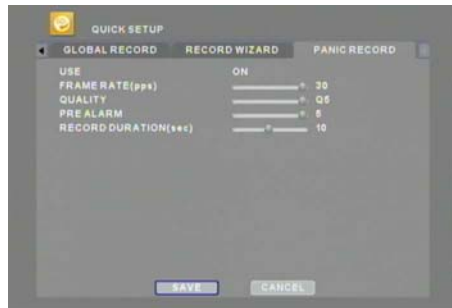 QUICK SETUP
GLOBAL RECORD RECORD WIZARD PANIC RECORD
USE ON
FRAME RATE(pps) 30
QUALITY Q5
PRE ALARM 5
RECORD DURATION(sec) 10
SAVE CANCEL